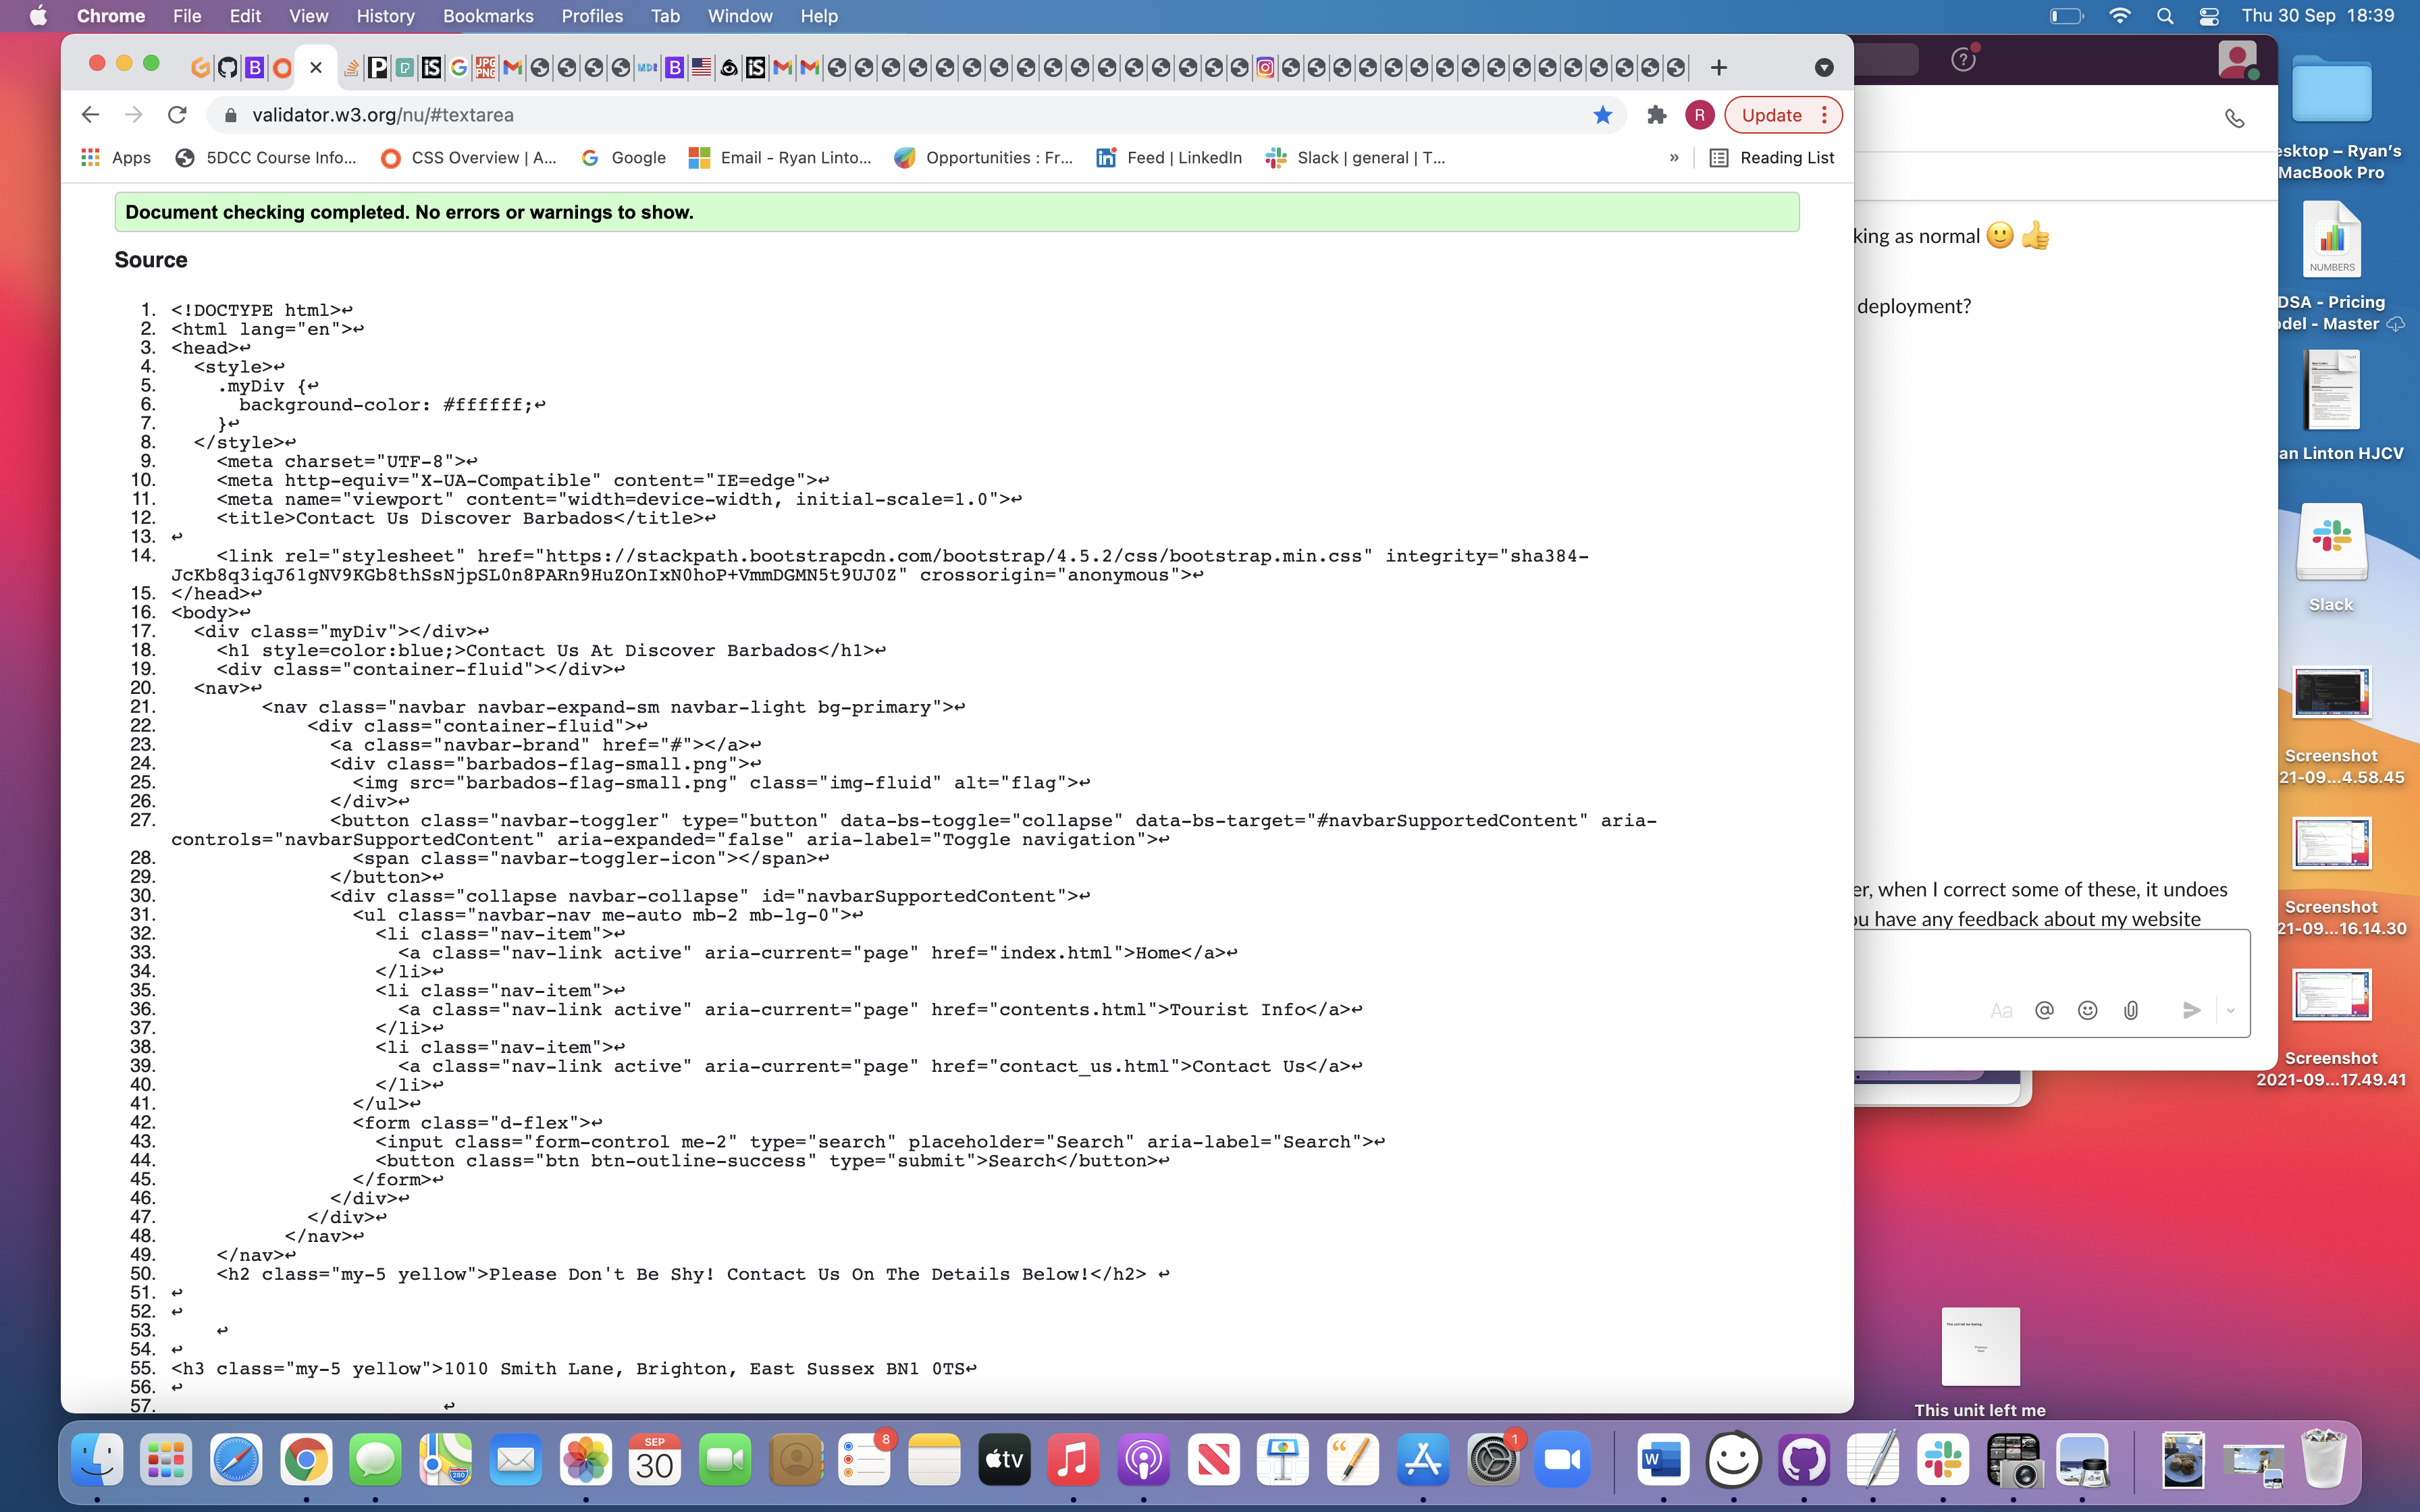 Chrome File Edit View History Bookmarks Profiles Tab Window Help Thu 30 Sep 18:39
validator.w3.org/nu/#textarea
R
Update
Apps 5DCC Course Info... CSS Overview | A... Google Email - Ryan Linto... Opportunities : Fr... Feed | LinkedIn Slack | general | T... » Reading List
Document checking completed. No errors or warnings to show.
Source
1. <!DOCTYPE html>↩
2. <html lang="en">↩
3. <head>↩
4. <style>↩
5. .myDiv {↩
6. background-color: #ffffff;↩
7. }↩
8. </style>↩
9. <meta charset="UTF-8">↩
10. <meta http-equiv="X-UA-Compatible" content="IE=edge">↩
11. <meta name="viewport" content="width=device-width, initial-scale=1.0">↩
12. <title>Contact Us Discover Barbados</title>↩
13. ↩
14. <link rel="stylesheet" href="https://stackpath.bootstrapcdn.com/bootstrap/4.5.2/css/bootstrap.min.css" integrity="sha384-
JcKb8q3iqJ61gNV9KGb8thSsNjpSL0n8PARn9HuZOnIxN0hoP+VmmDGMN5t9UJ0Z" crossorigin="anonymous">↩
15. </head>↩
16. <body>↩
17. <div class="myDiv"></div>↩
18. <h1 style=color:blue;>Contact Us At Discover Barbados</h1>↩
19. <div class="container-fluid"></div>↩
20. <nav>↩
21. <nav class="navbar navbar-expand-sm navbar-light bg-primary">↩
22. <div class="container-fluid">↩
23. <a class="navbar-brand" href="#"></a>↩
24. <div class="barbados-flag-small.png">↩
25. <img src="barbados-flag-small.png" class="img-fluid" alt="flag">↩
26. </div>↩
27. <button class="navbar-toggler" type="button" data-bs-toggle="collapse" data-bs-target="#navbarSupportedContent" aria-
controls="navbarSupportedContent" aria-expanded="false" aria-label="Toggle navigation">↩
28. <span class="navbar-toggler-icon"></span>↩
29. </button>↩
30. <div class="collapse navbar-collapse" id="navbarSupportedContent">↩
31. <ul class="navbar-nav me-auto mb-2 mb-lg-0">↩
32. <li class="nav-item">↩
33. <a class="nav-link active" aria-current="page" href="index.html">Home</a>↩
34. </li>↩
35. <li class="nav-item">↩
36. <a class="nav-link active" aria-current="page" href="contents.html">Tourist Info</a>↩
37. </li>↩
38. <li class="nav-item">↩
39. <a class="nav-link active" aria-current="page" href="contact_us.html">Contact Us</a>↩
40. </li>↩
41. </ul>↩
42. <form class="d-flex">↩
43. <input class="form-control me-2" type="search" placeholder="Search" aria-label="Search">↩
44. <button class="btn btn-outline-success" type="submit">Search</button>↩
45. </form>↩
46. </div>↩
47. </div>↩
48. </nav>↩
49. </nav>↩
50. <h2 class="my-5 yellow">Please Don't Be Shy! Contact Us On The Details Below!</h2> ↩
51. ↩
52. ↩
53. ↩
54. ↩
55. <h3 class="my-5 yellow">1010 Smith Lane, Brighton, East Sussex BN1 0TS↩
56. ↩
57. ↩
king as normal 🙂 👍
deployment?
er, when I correct some of these, it undoes
ou have any feedback about my website
Aa @
esktop – Ryan's
MacBook Pro
NUMBERS
DSA - Pricing
odel - Master
an Linton HJCV
Slack
Screenshot
21-09...4.58.45
Screenshot
21-09...16.14.30
Screenshot
2021-09...17.49.41
This unit left me
SEP
30
8
tv
1
W
280